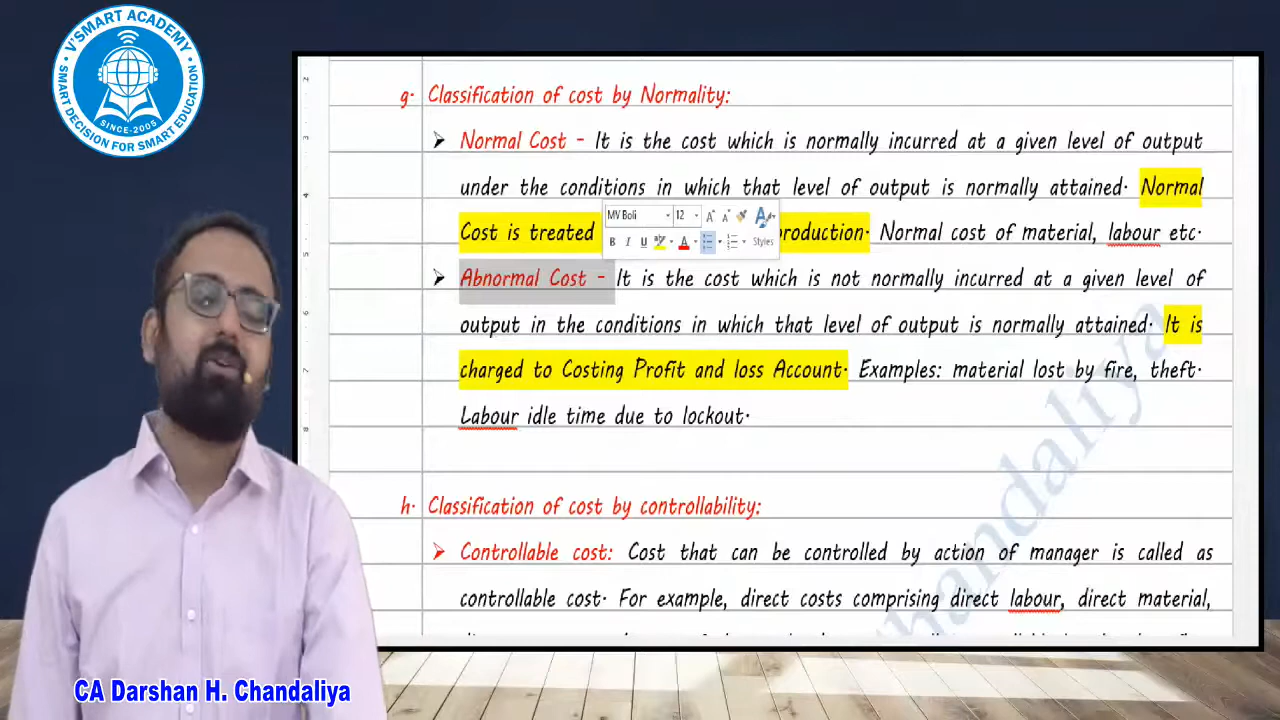 V'SMART ACADEMY
SMART DECISION FOR SMART EDUCATION
SINCE-2005
g. Classification of cost by Normality:
Normal Cost - It is the cost which is normally incurred at a given level of output
under the conditions in which that level of output is normally attained. Normal
Cost is treated production. Normal cost of material, labour etc.
MV Boli 12
B I U Styles
Abnormal Cost - It is the cost which is not normally incurred at a given level of
output in the conditions in which that level of output is normally attained. It is
charged to Costing Profit and loss Account. Examples: material lost by fire, theft.
Labour idle time due to lockout.
h. Classification of cost by controllability:
Controllable cost: Cost that can be controlled by action of manager is called as
controllable cost. For example, direct costs comprising direct labour, direct material,
CA Darshan H. Chandaliya